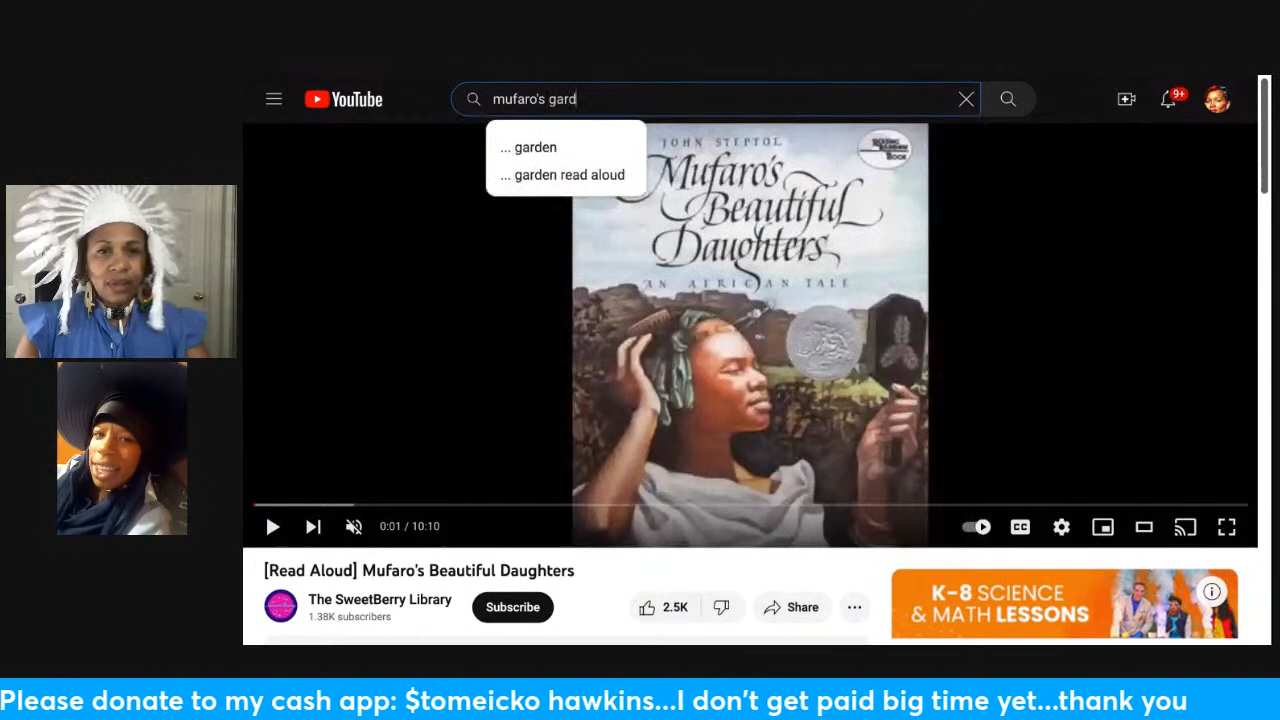 YouTube
mufaro's gard
9+
... garden
... garden read aloud
JOHN STEPTOE
Mufaro's
Beautiful
Daughters
AN AFRICAN TALE
0:01 / 10:10
CC
[Read Aloud] Mufaro's Beautiful Daughters
The SweetBerry Library
1.38K subscribers
Subscribe
2.5K
Share
K-8 SCIENCE
& MATH LESSONS
Please donate to my cash app: $tomeicko hawkins...I don't get paid big time yet...thank you